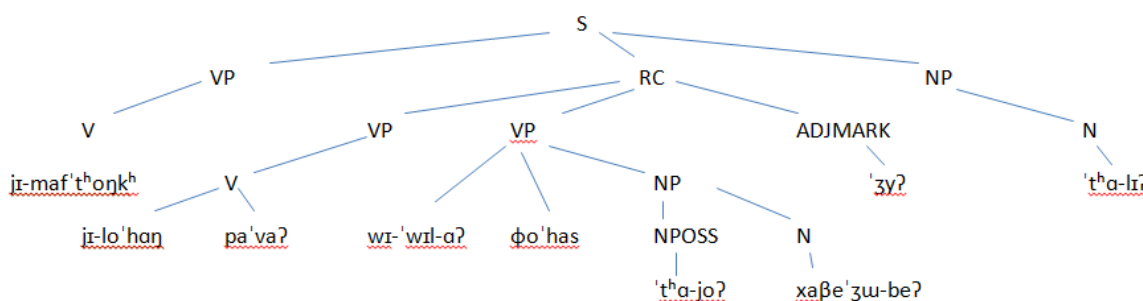 S
VP RC NP
V VP VP ADJMARK N
jɪ-mafˈtʰoŋkʰ V NP ˈʒyʔ ˈtʰɑ-lɪʔ
jɪ-loˈhɑŋ paˈvaʔ wɪ-ˈwɪl-ɑʔ ɸoˈhas NPOSS N
ˈtʰɑ-joʔ xaβeˈʒɯ-beʔ